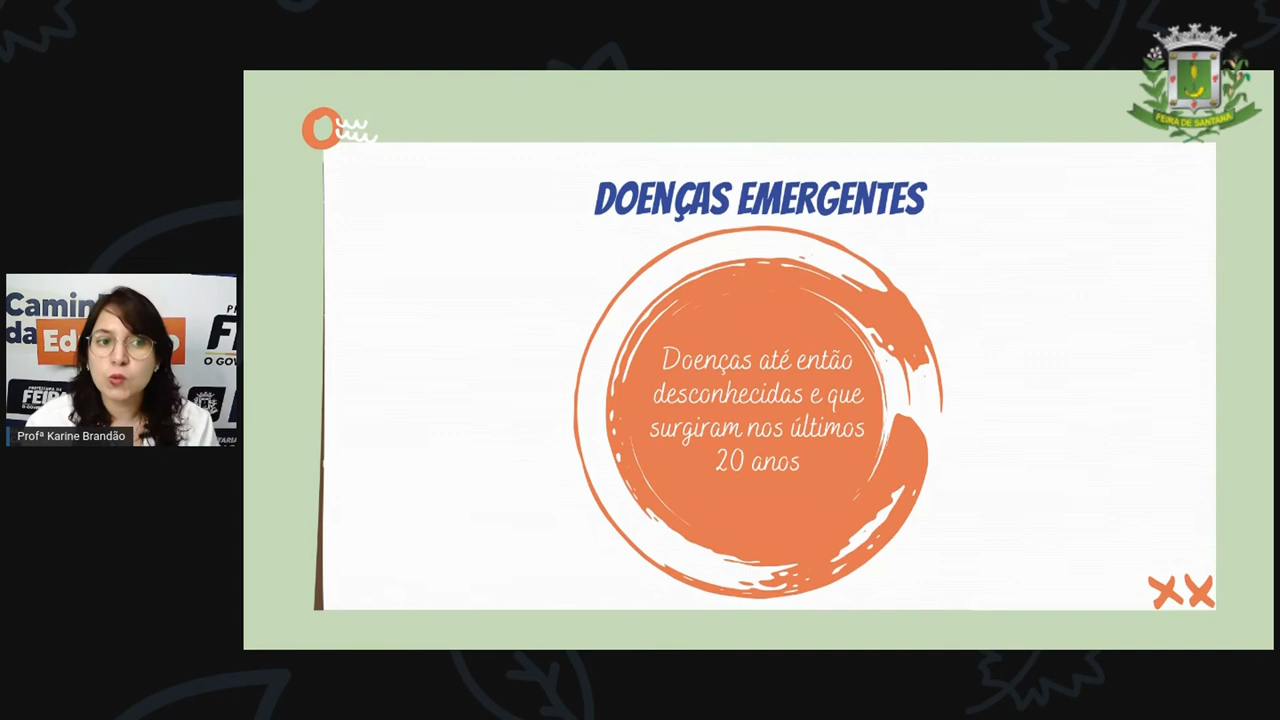 FEIRA DE SANTANA
DOENÇAS EMERGENTES
Doenças até então
desconhecidas e que
surgiram nos últimos
20 anos
Profª Karine Brandão